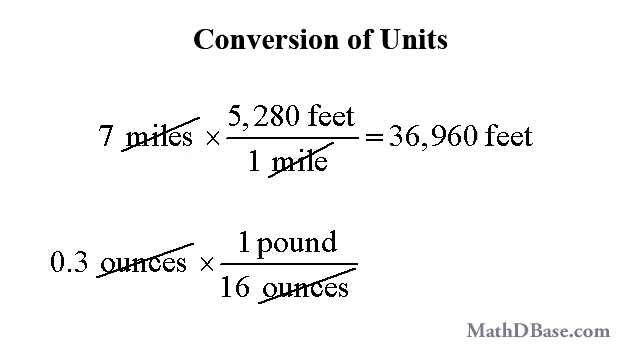 Conversion of Units
7 miles × 5,280 feet / 1 mile = 36,960 feet
0.3 ounces × 1 pound / 16 ounces
MathDBase.com